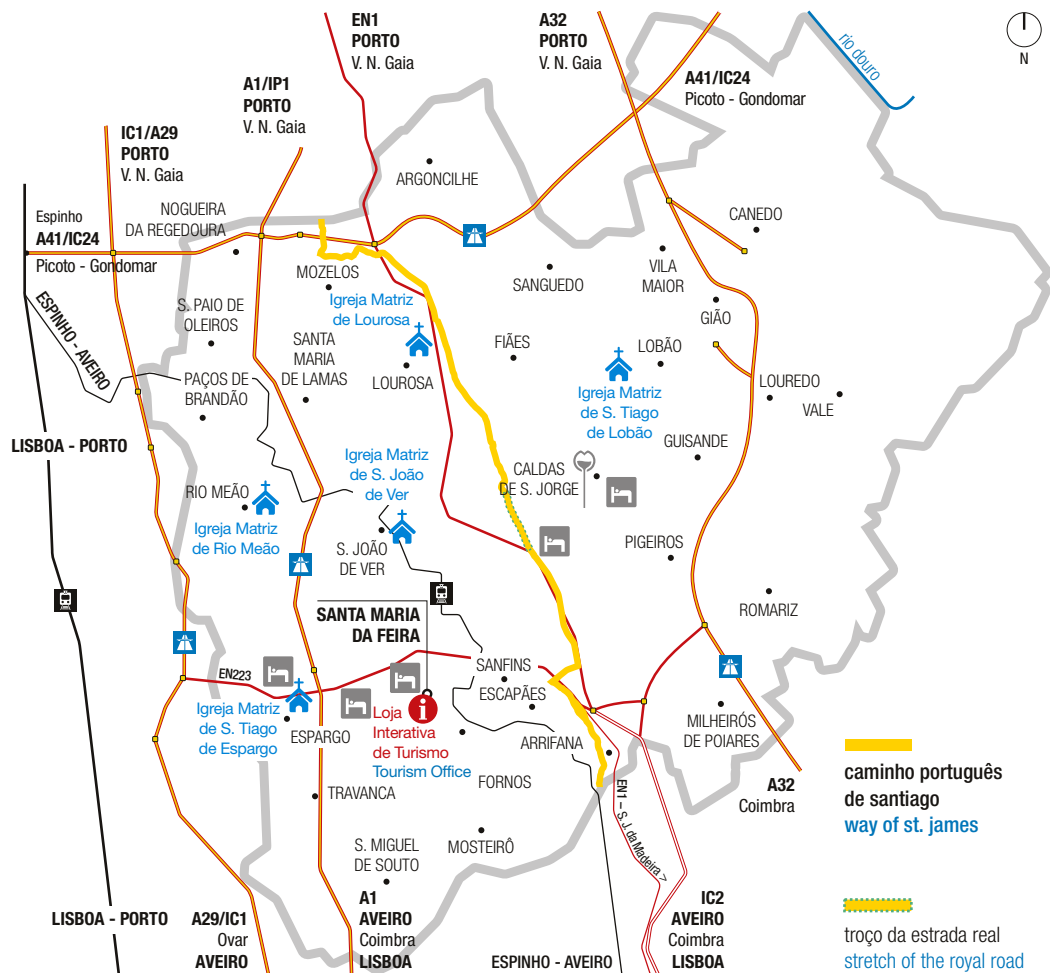 EN1
PORTO
V. N. Gaia
A32
PORTO
V. N. Gaia
N
rio douro
A1/IP1
PORTO
V. N. Gaia
A41/IC24
Picoto - Gondomar
IC1/A29
PORTO
V. N. Gaia
ARGONCILHE
Espinho
A41/IC24
Picoto - Gondomar
NOGUEIRA
DA REGEDOURA
CANEDO
MOZELOS
SANGUEDO
VILA
MAIOR
ESPINHO - AVEIRO
S. PAIO DE
OLEIROS
Igreja Matriz
de Lourosa
GIÃO
SANTA
MARIA
DE LAMAS
FIÃES
LOBÃO
LOUROSA
PAÇOS DE
BRANDÃO
Igreja Matriz
de S. Tiago
de Lobão
LOUREDO
VALE
LISBOA - PORTO
GUISANDE
Igreja Matriz
de S. João
de Ver
CALDAS
DE S. JORGE
RIO MEÃO
Igreja Matriz
de Rio Meão
S. JOÃO
DE VER
PIGEIROS
ROMARIZ
SANTA MARIA
DA FEIRA
EN223
SANFINS
ESCAPÃES
Igreja Matriz
de S. Tiago
de Espargo
ESPARGO
i
Loja
Interativa
de Turismo
Tourism Office
MILHEIRÓS
DE POIARES
ARRIFANA
FORNOS
TRAVANCA
EN1 – S. J. da Madeira >
A32
Coimbra
MOSTEIRÔ
S. MIGUEL
DE SOUTO
caminho português
de santiago
way of st. james
LISBOA - PORTO
A29/IC1
Ovar
AVEIRO
A1
AVEIRO
Coimbra
LISBOA
ESPINHO - AVEIRO
IC2
AVEIRO
Coimbra
LISBOA
troço da estrada real
stretch of the royal road